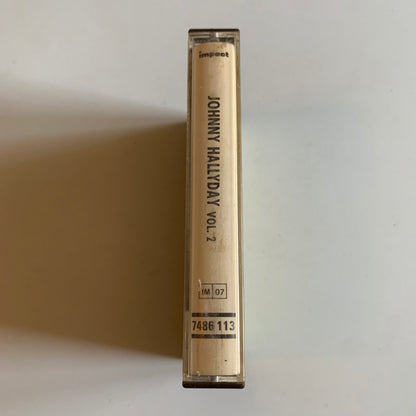 impact
JOHNNY HALLYDAY VOL. 2
IM 07
7486 113